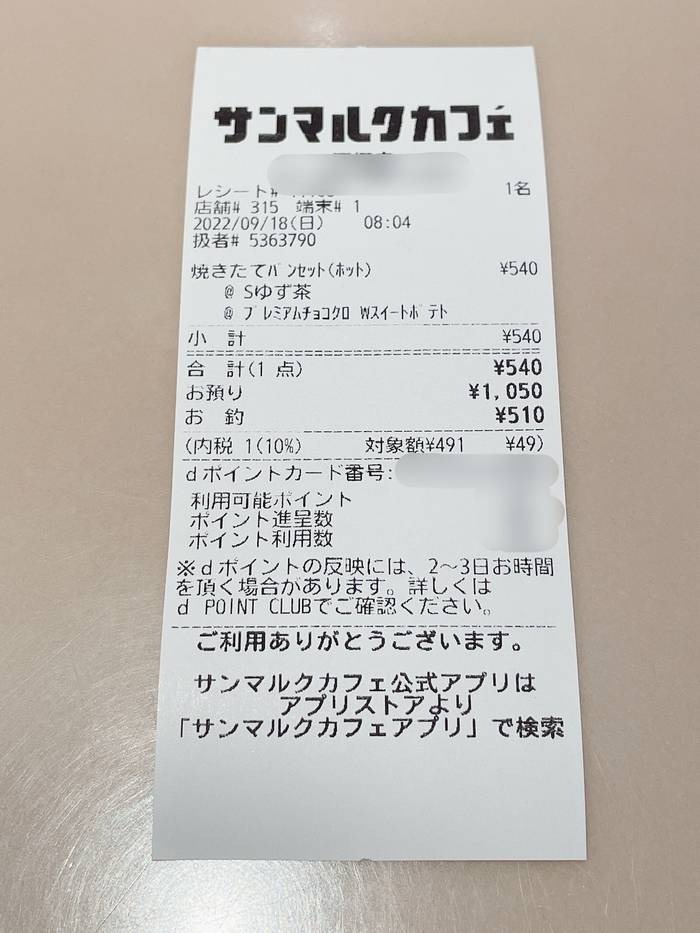 サンマルクカフェ
レシート# 1名
店舗# 315 端末# 1
2022/09/18(日) 08:04
扱者# 5363790
焼きたてﾊﾟﾝｾｯﾄ(ﾎｯﾄ) ¥540
@ Sゆず茶
@ ﾌﾟﾚﾐｱﾑﾁｮｺｸﾛ Wｽｲｰﾄﾎﾟﾃﾄ
小 計 ¥540
合 計(1 点) ¥540
お預り ¥1,050
お 釣 ¥510
(内税 1(10%) 対象額¥491 ¥49)
dポイントカード番号:
利用可能ポイント
ポイント進呈数
ポイント利用数
※dポイントの反映には、2〜3日お時間
を頂く場合があります。詳しくは
d POINT CLUBでご確認ください。
ご利用ありがとうございます。
サンマルクカフェ公式アプリは
アプリストアより
「サンマルクカフェアプリ」で検索